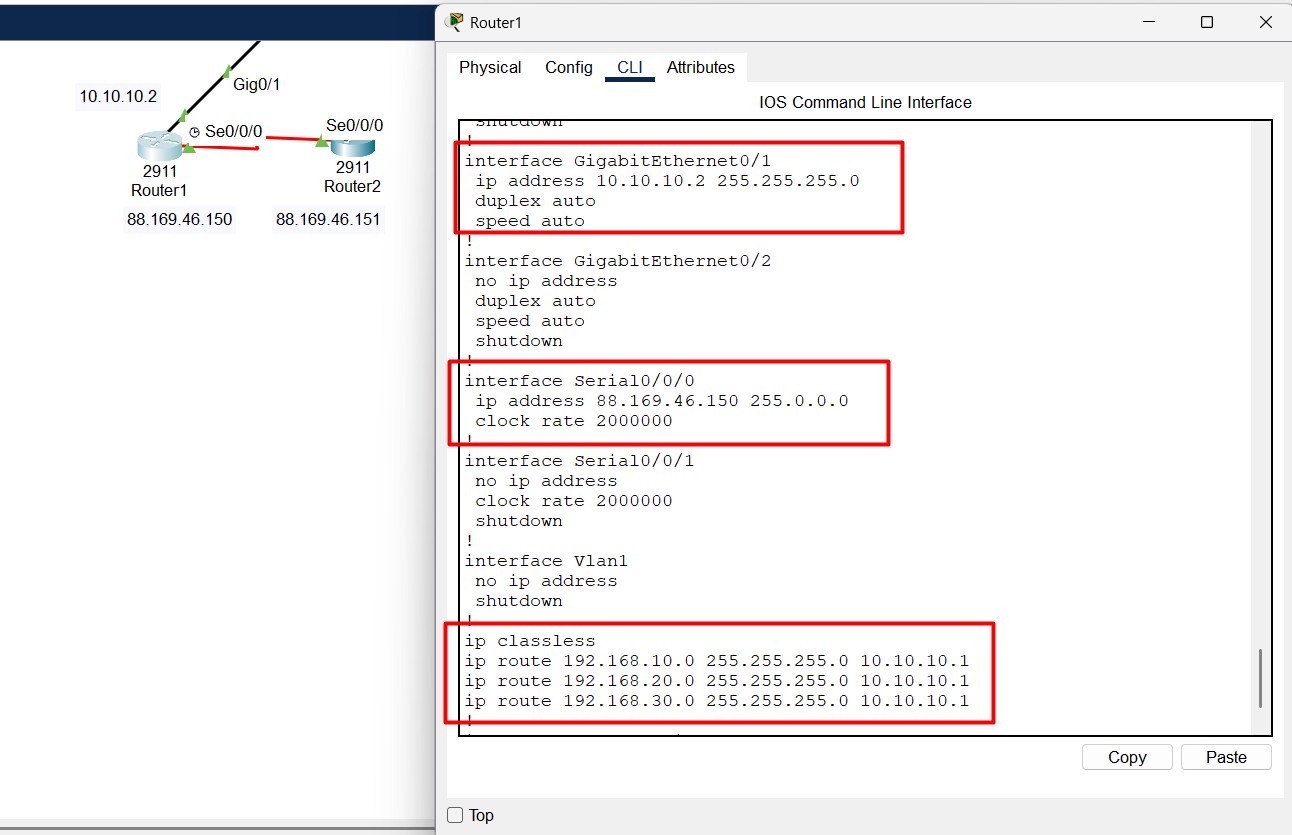 Router1
Physical Config CLI Attributes
IOS Command Line Interface
10.10.10.2
Gig0/1
Se0/0/0
Se0/0/0
2911
Router1
2911
Router2
88.169.46.150
88.169.46.151
shutdown
!
interface GigabitEthernet0/1
ip address 10.10.10.2 255.255.255.0
duplex auto
speed auto
!
interface GigabitEthernet0/2
no ip address
duplex auto
speed auto
shutdown
!
interface Serial0/0/0
ip address 88.169.46.150 255.0.0.0
clock rate 2000000
!
interface Serial0/0/1
no ip address
clock rate 2000000
shutdown
!
interface Vlan1
no ip address
shutdown
!
ip classless
ip route 192.168.10.0 255.255.255.0 10.10.10.1
ip route 192.168.20.0 255.255.255.0 10.10.10.1
ip route 192.168.30.0 255.255.255.0 10.10.10.1
!
Copy Paste
Top